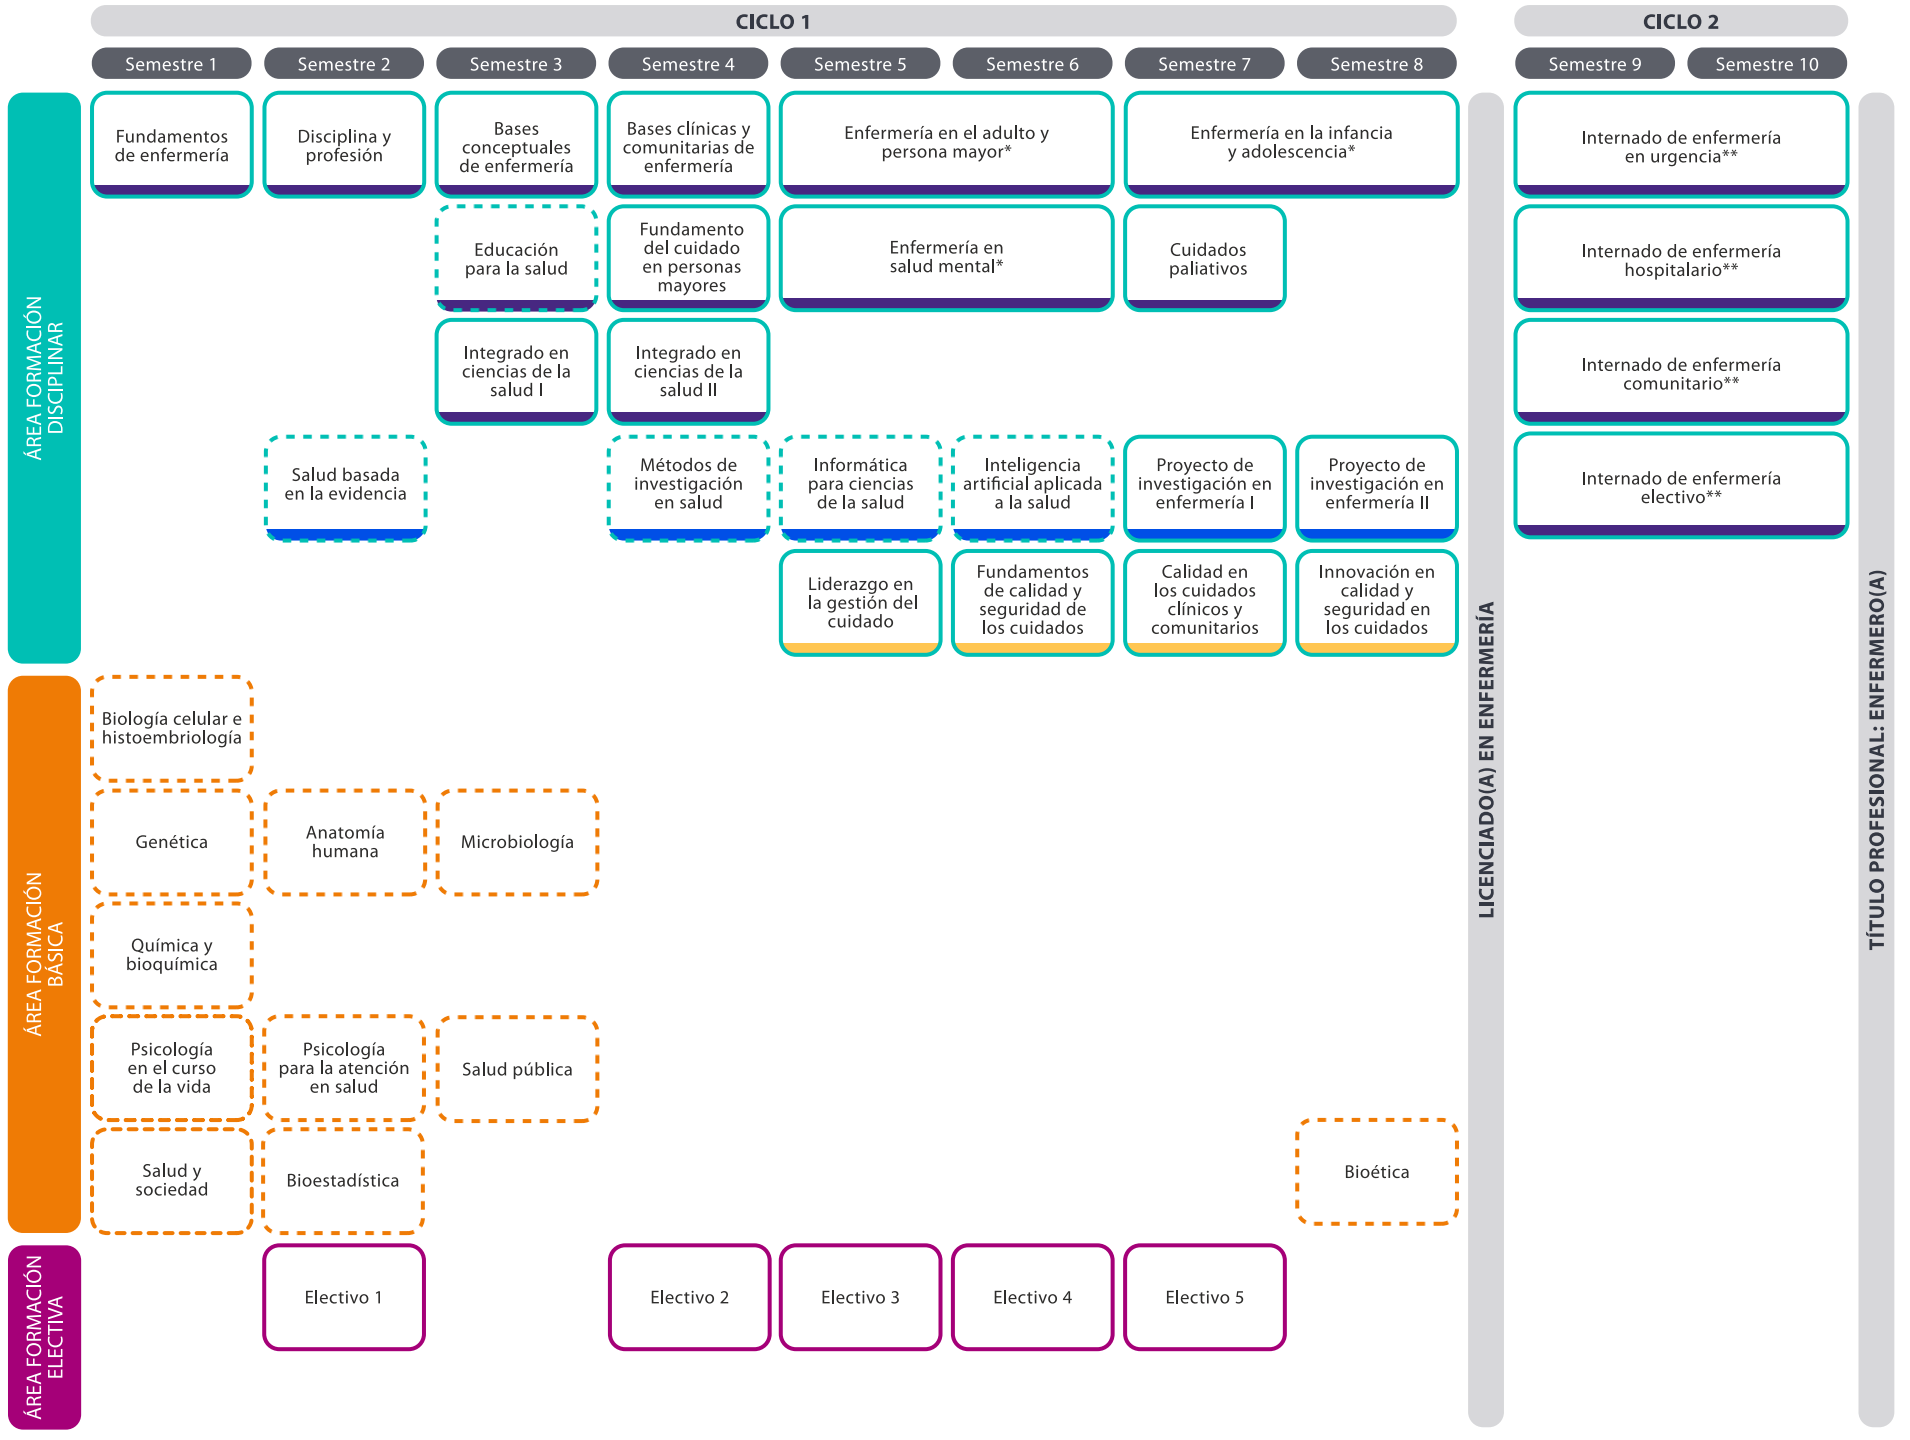 CICLO 1
CICLO 2
Semestre 1
Semestre 2
Semestre 3
Semestre 4
Semestre 5
Semestre 6
Semestre 7
Semestre 8
Semestre 9
Semestre 10
ÁREA FORMACIÓN
DISCIPLINAR
Fundamentos
de enfermería
Disciplina y
profesión
Bases
conceptuales
de enfermería
Bases clínicas y
comunitarias de
enfermería
Enfermería en el adulto y
persona mayor*
Enfermería en la infancia
y adolescencia*
Internado de enfermería
en urgencia**
Educación
para la salud
Fundamento
del cuidado
en personas
mayores
Enfermería en
salud mental*
Cuidados
paliativos
Internado de enfermería
hospitalario**
Integrado en
ciencias de la
salud I
Integrado en
ciencias de la
salud II
Internado de enfermería
comunitario**
Salud basada
en la evidencia
Métodos de
investigación
en salud
Informática
para ciencias
de la salud
Inteligencia
artificial aplicada
a la salud
Proyecto de
investigación en
enfermería I
Proyecto de
investigación en
enfermería II
Internado de enfermería
electivo**
Liderazgo en
la gestión del
cuidado
Fundamentos
de calidad y
seguridad de
los cuidados
Calidad en
los cuidados
clínicos y
comunitarios
Innovación en
calidad y
seguridad en
los cuidados
ÁREA FORMACIÓN
BÁSICA
Biología celular e
histoembriología
Genética
Anatomía
humana
Microbiología
Química y
bioquímica
Psicología
en el curso
de la vida
Psicología
para la atención
en salud
Salud pública
Salud y
sociedad
Bioestadística
Bioética
ÁREA FORMACIÓN
ELECTIVA
Electivo 1
Electivo 2
Electivo 3
Electivo 4
Electivo 5
LICENCIADO(A) EN ENFERMERÍA
TÍTULO PROFESIONAL: ENFERMERO(A)